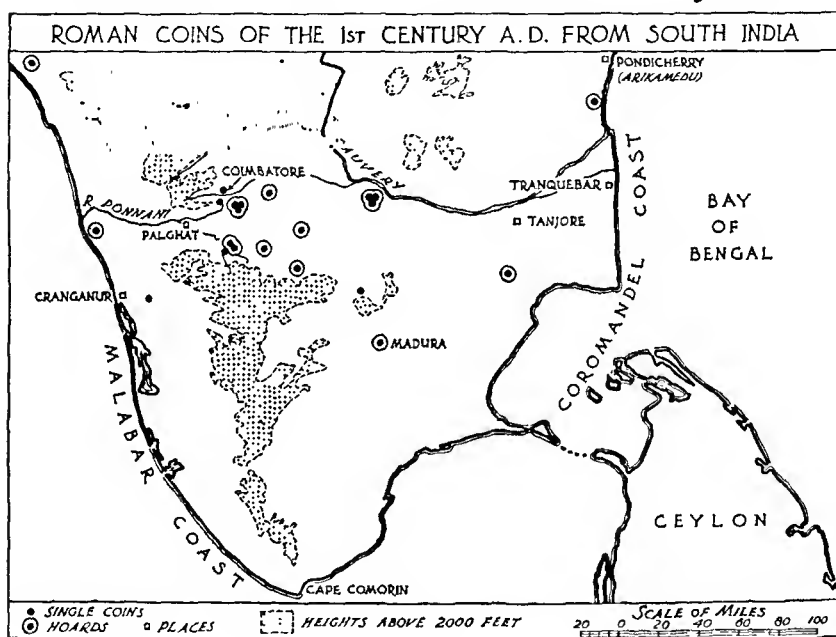 ROMAN COINS OF THE 1ST CENTURY A.D. FROM SOUTH INDIA
PONDICHERRY
(ARIKAMEDU)
COIMBATORE
CAUVERY
TRANQUEBAR
R. PONNANI
TANJORE
PALGHAT
BAY
OF
BENGAL
CRANGANUR
MADURA
COROMANDEL COAST
MALABAR COAST
CEYLON
CAPE COMORIN
SINGLE COINS
HOARDS
PLACES
HEIGHTS ABOVE 2000 FEET
SCALE OF MILES
20 0 20 40 60 80 100